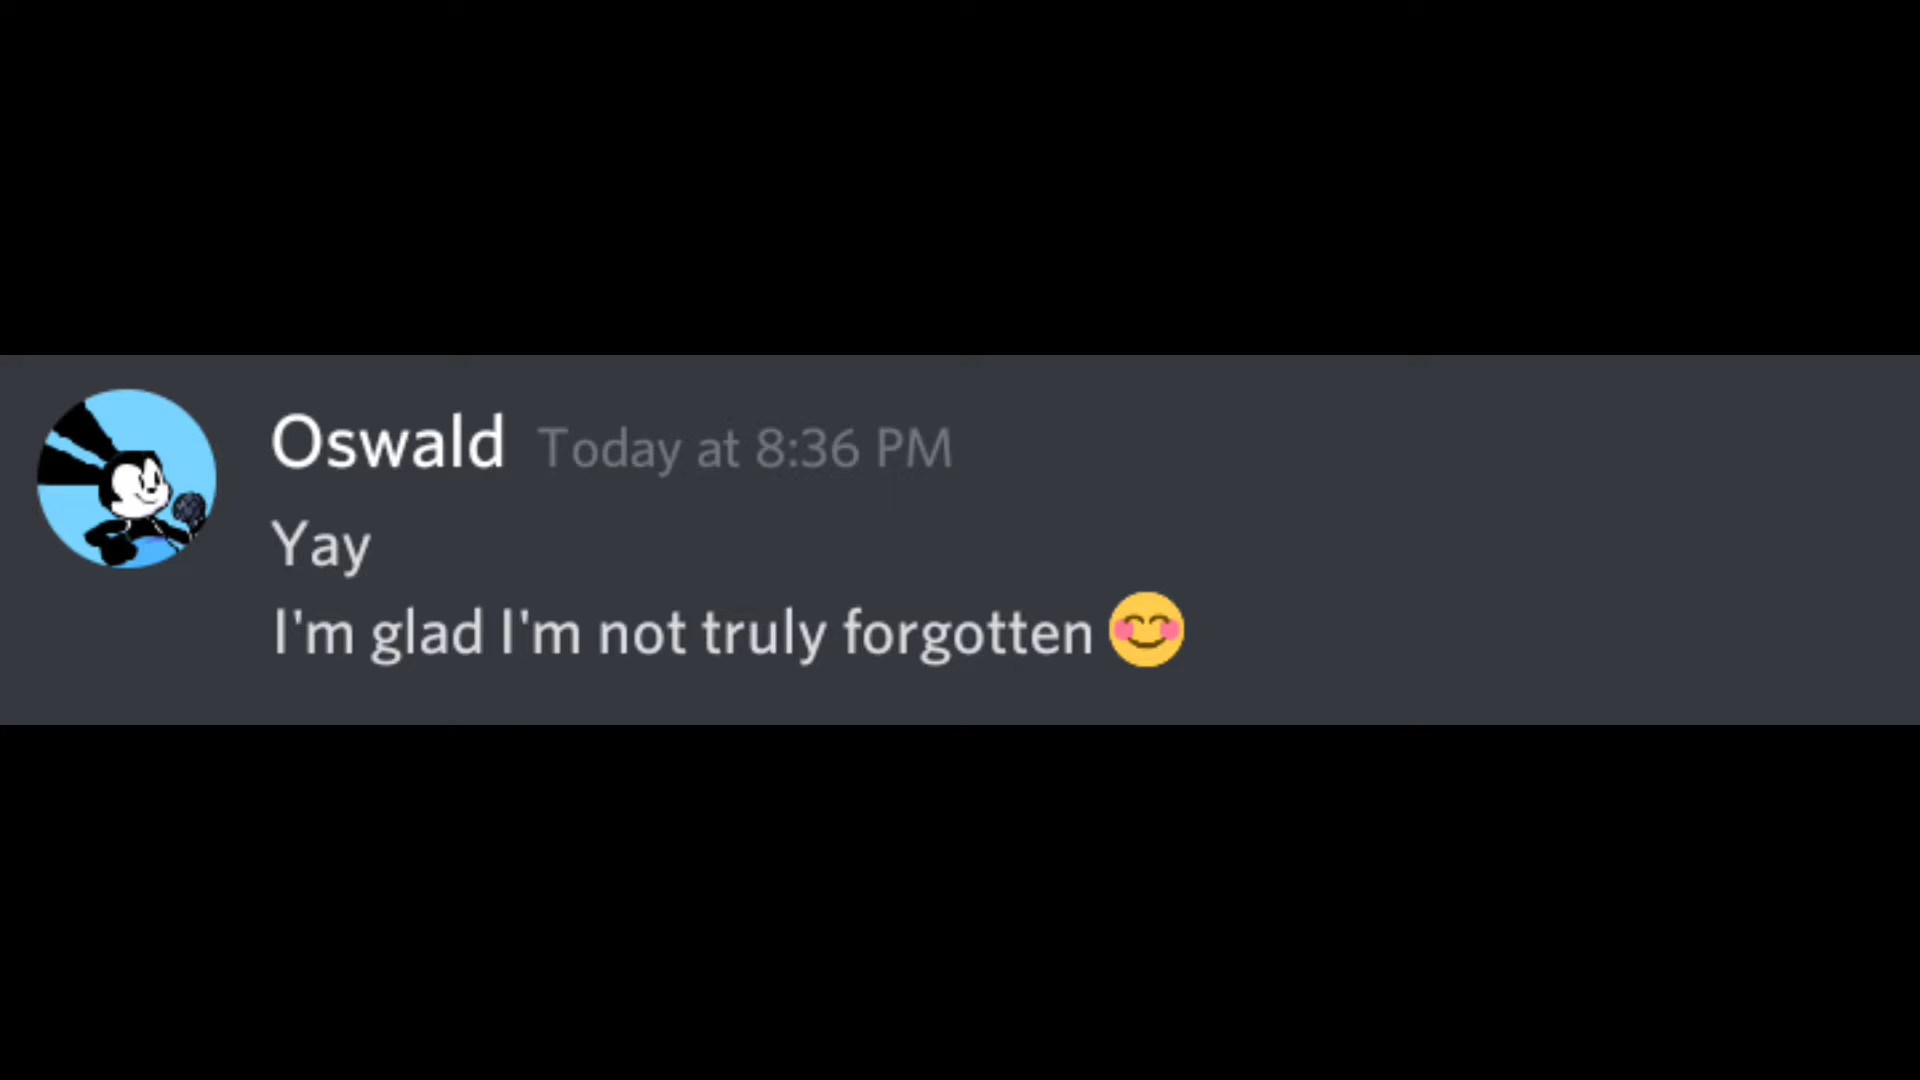 Oswald Today at 8:36 PM
Yay
I'm glad I'm not truly forgotten 😊